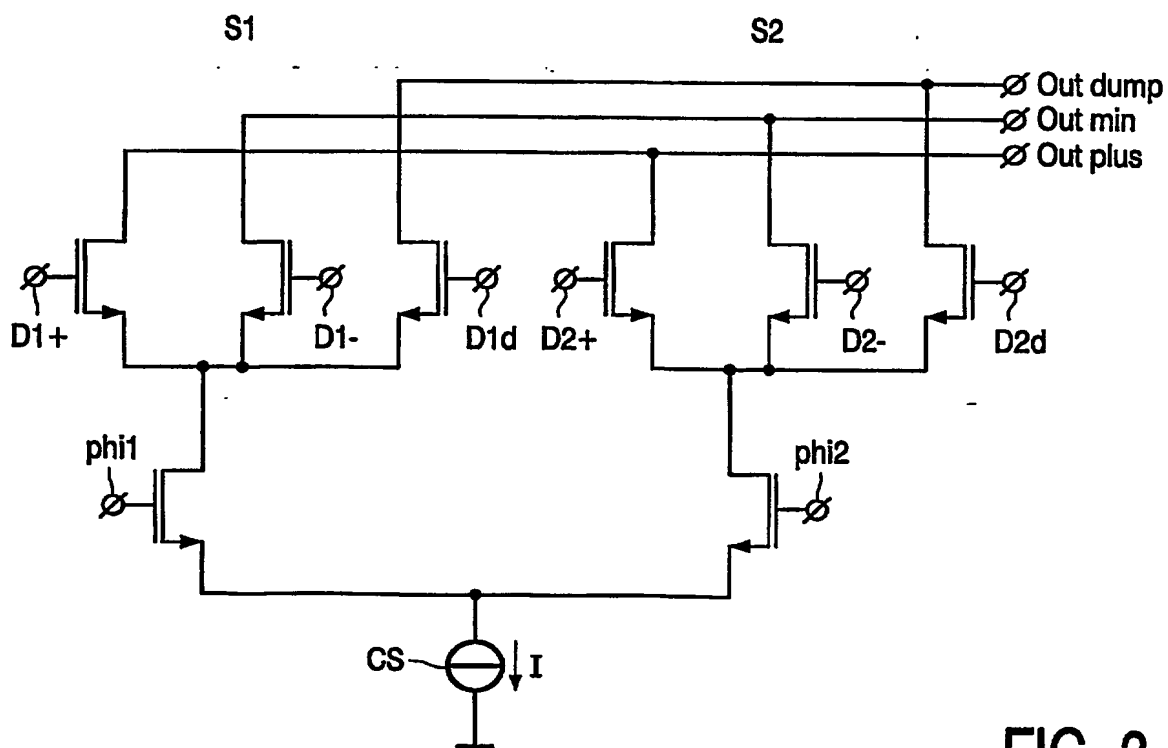 S1
S2
Out dump
Out min
Out plus
D1+
D1-
D1d
D2+
D2-
D2d
phi1
phi2
CS
I